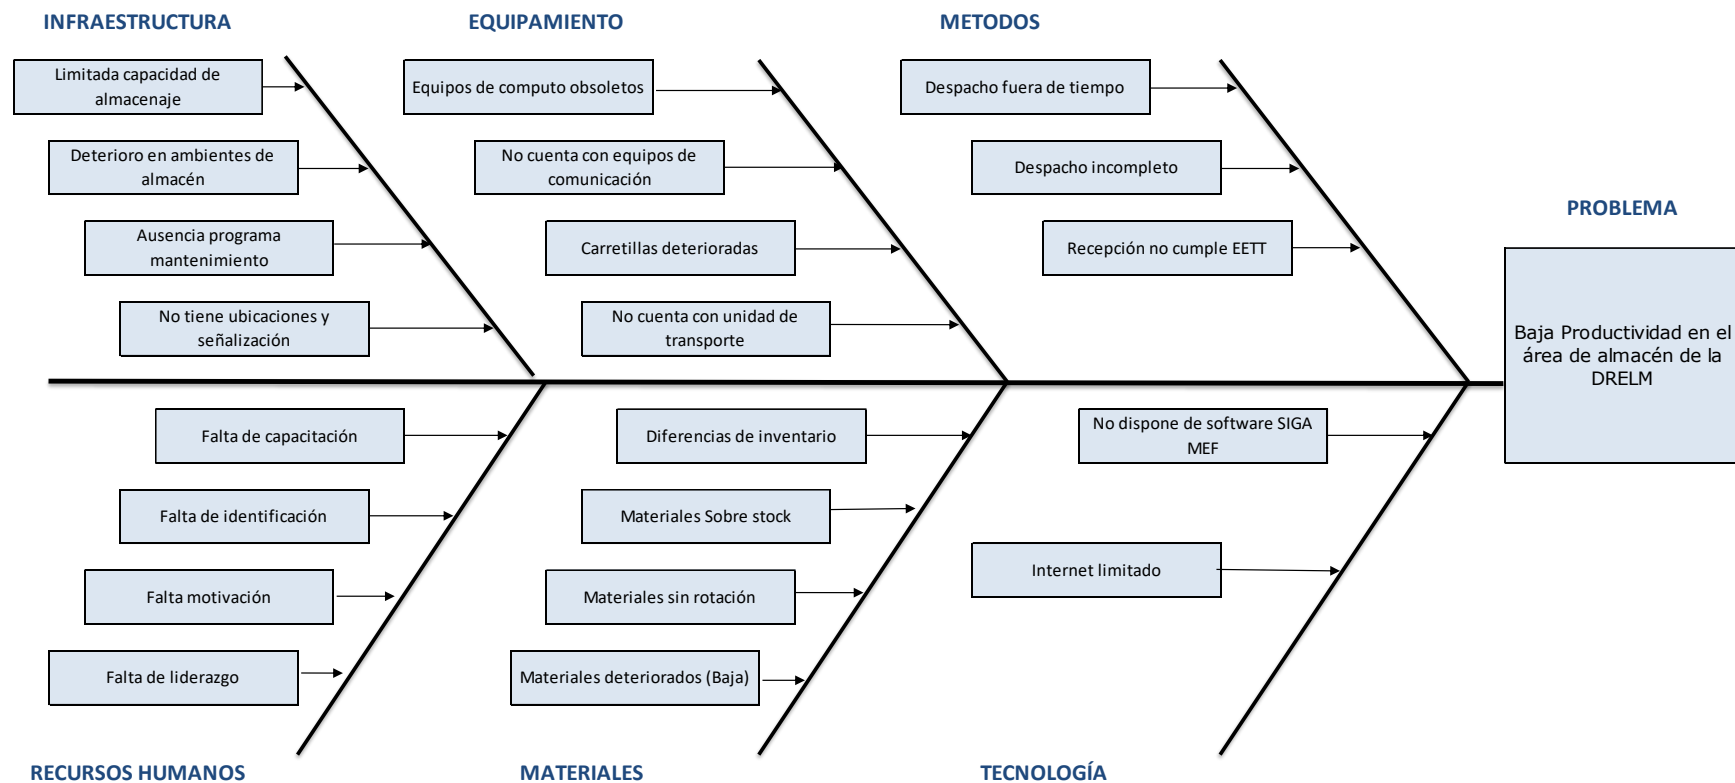 INFRAESTRUCTURA
Limitada capacidad de
almacenaje
Deterioro en ambientes de
almacén
Ausencia programa
mantenimiento
No tiene ubicaciones y
señalización
EQUIPAMIENTO
Equipos de computo obsoletos
No cuenta con equipos de
comunicación
Carretillas deterioradas
No cuenta con unidad de
transporte
METODOS
Despacho fuera de tiempo
Despacho incompleto
Recepción no cumple EETT
PROBLEMA
Baja Productividad en el
área de almacén de la
DRELM
Falta de capacitación
Falta de identificación
Falta motivación
Falta de liderazgo
RECURSOS HUMANOS
Diferencias de inventario
Materiales Sobre stock
Materiales sin rotación
Materiales deteriorados (Baja)
MATERIALES
No dispone de software SIGA
MEF
Internet limitado
TECNOLOGÍA